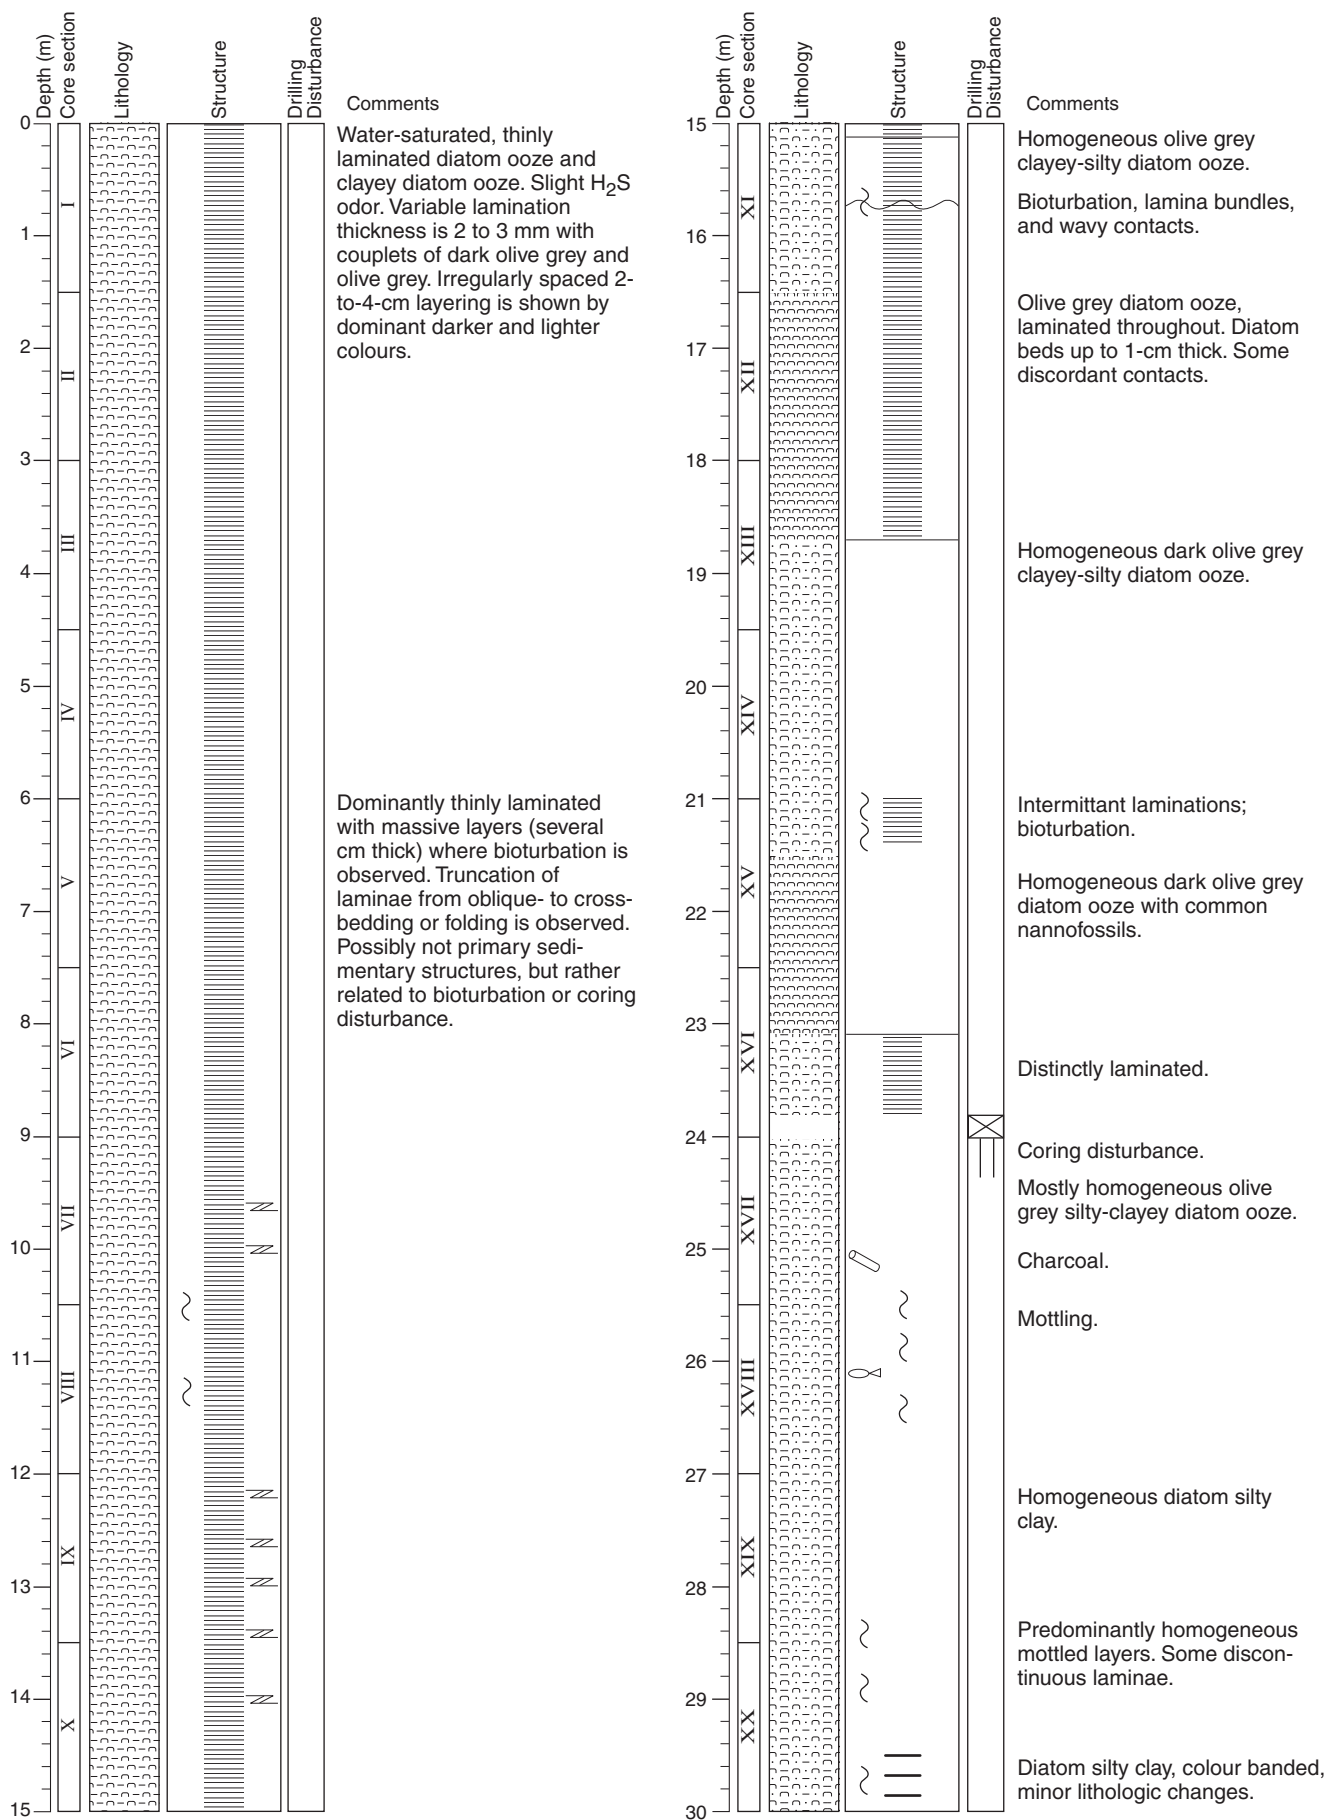 Depth (m)
Core section
Lithology
Structure
Drilling
Disturbance
Comments
0
1
2
3
4
5
6
7
8
9
10
11
12
13
14
15
I
II
III
IV
V
VI
VII
VIII
IX
X
Water-saturated, thinly
laminated diatom ooze and
clayey diatom ooze. Slight H2S
odor. Variable lamination
thickness is 2 to 3 mm with
couplets of dark olive grey and
olive grey. Irregularly spaced 2-
to-4-cm layering is shown by
dominant darker and lighter
colours.
Dominantly thinly laminated
with massive layers (several
cm thick) where bioturbation is
observed. Truncation of
laminae from oblique- to cross-
bedding or folding is observed.
Possibly not primary sedi-
mentary structures, but rather
related to bioturbation or coring
disturbance.
Depth (m)
Core section
Lithology
Structure
Drilling
Disturbance
Comments
15
16
17
18
19
20
21
22
23
24
25
26
27
28
29
30
XI
XII
XIII
XIV
XV
XVI
XVII
XVIII
XIX
XX
Homogeneous olive grey
clayey-silty diatom ooze.
Bioturbation, lamina bundles,
and wavy contacts.
Olive grey diatom ooze,
laminated throughout. Diatom
beds up to 1-cm thick. Some
discordant contacts.
Homogeneous dark olive grey
clayey-silty diatom ooze.
Intermittant laminations;
bioturbation.
Homogeneous dark olive grey
diatom ooze with common
nannofossils.
Distinctly laminated.
Coring disturbance.
Mostly homogeneous olive
grey silty-clayey diatom ooze.
Charcoal.
Mottling.
Homogeneous diatom silty
clay.
Predominantly homogeneous
mottled layers. Some discon-
tinuous laminae.
Diatom silty clay, colour banded,
minor lithologic changes.